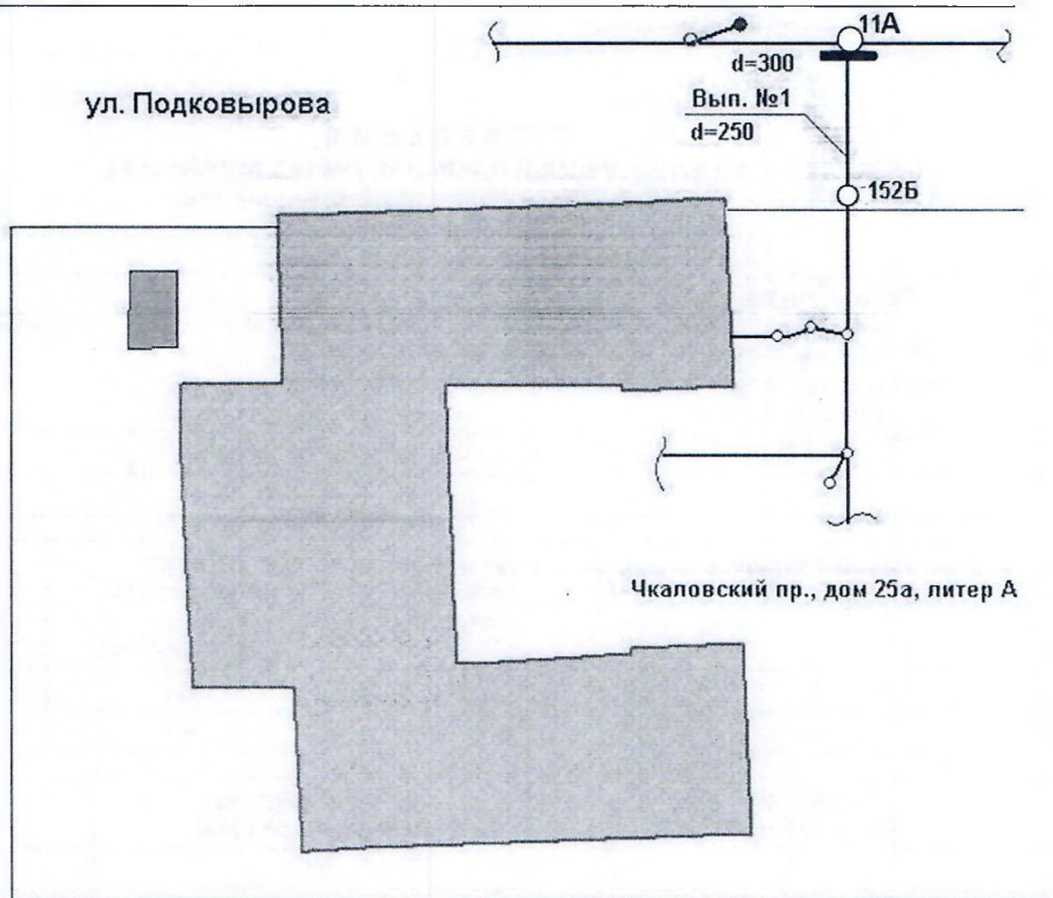 11А
d=300
ул. Подковырова
Вып. №1
d=250
152Б
Чкаловский пр., дом 25а, литер А